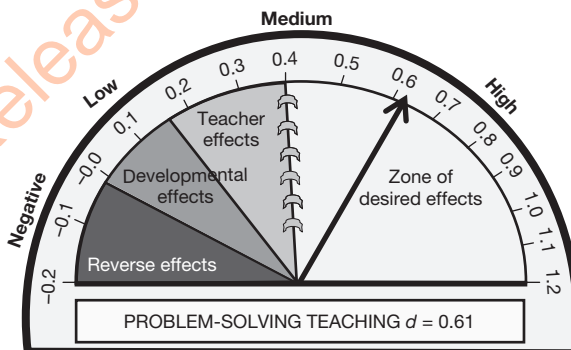 Release
Medium
Low
High
Negative
-0.2
-0.1
-0.0
0.1
0.2
0.3
0.4
0.5
0.6
0.7
0.8
0.9
1.0
1.1
1.2
Teacher
effects
Developmental
effects
Reverse effects
Zone of
desired effects
PROBLEM-SOLVING TEACHING d = 0.61